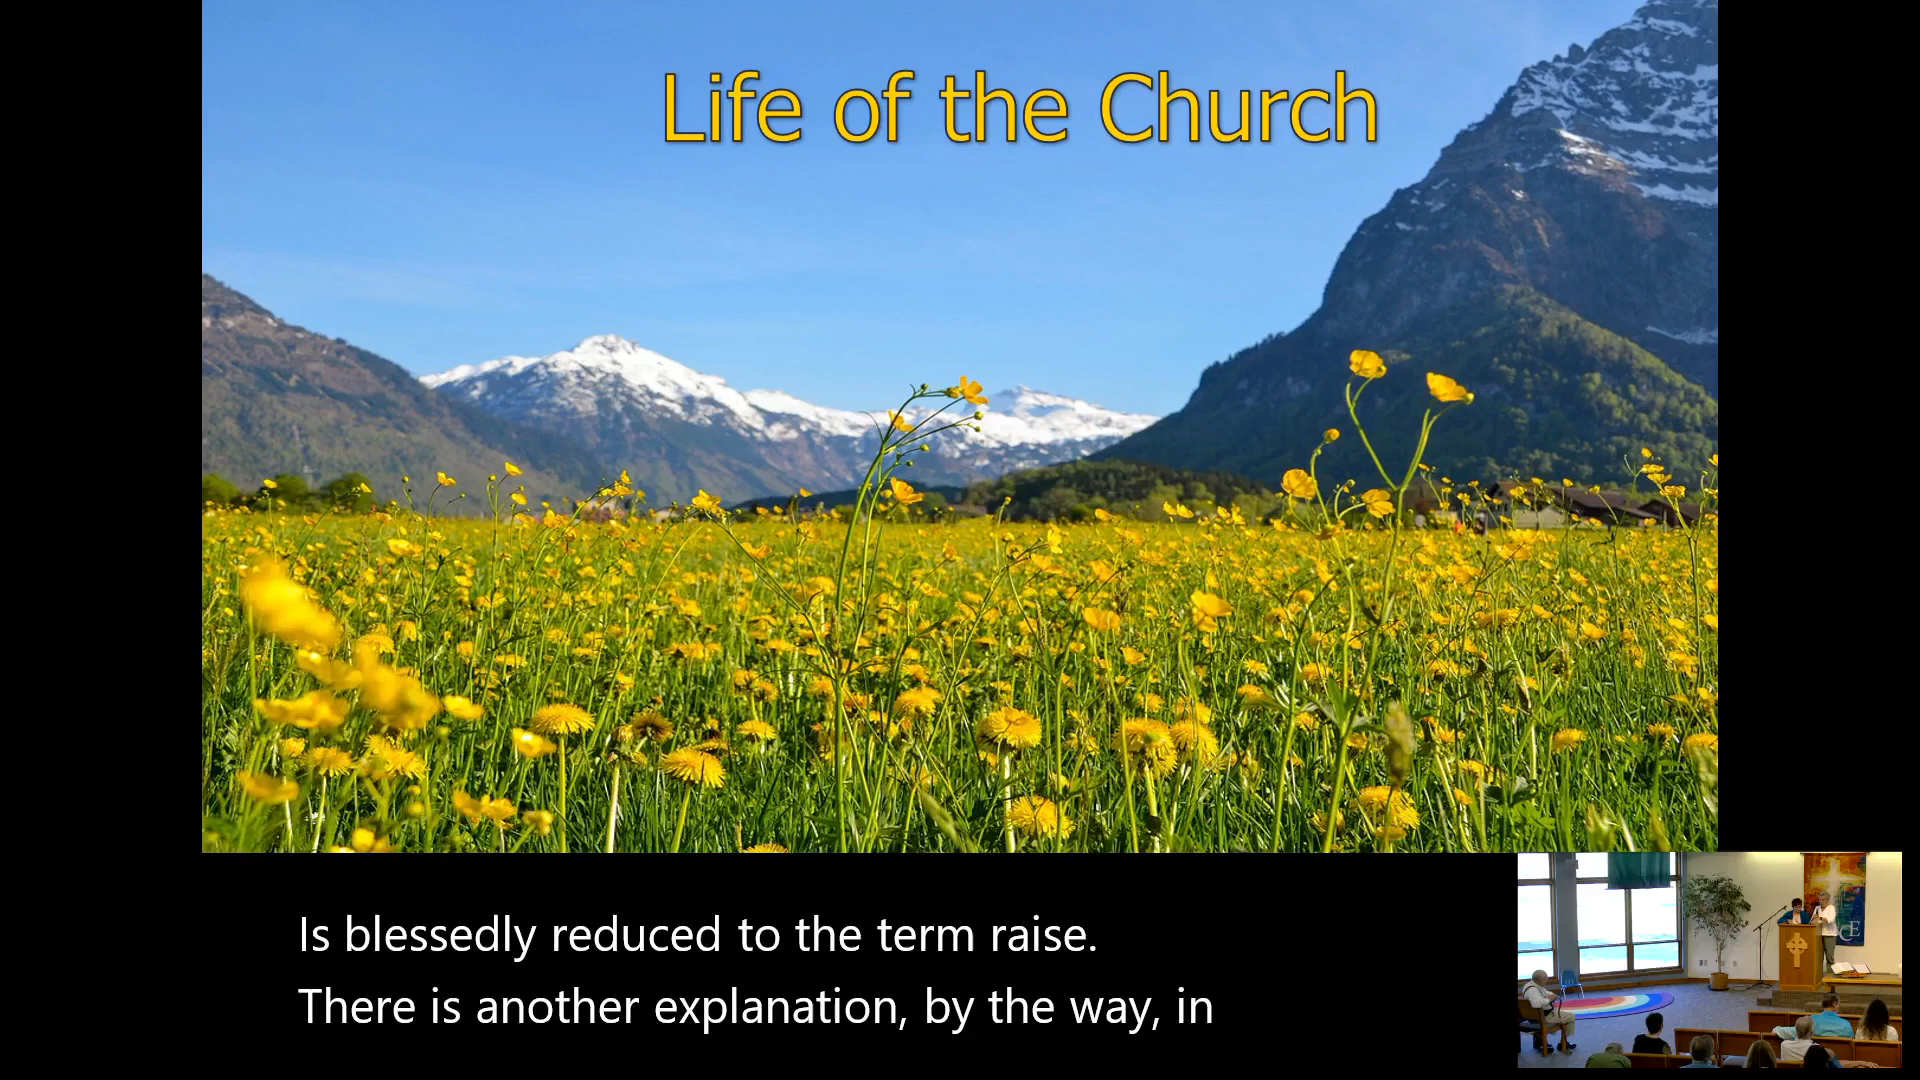 Life of the Church
Is blessedly reduced to the term raise.
There is another explanation, by the way, in
CE